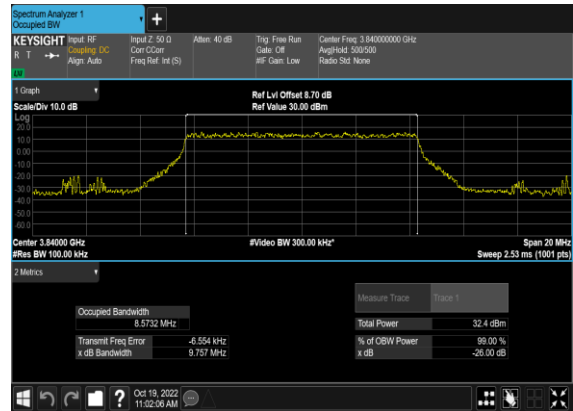 Spectrum Analyzer 1
Occupied BW
KEYSIGHT
R T
LW
Input: RF
Coupling: DC
Align: Auto
Input Z: 50 Ω
Corr CCorr
Freq Ref: Int (S)
Atten: 40 dB
Trig: Free Run
Gate: Off
#IF Gain: Low
Center Freq: 3.840000000 GHz
Avg|Hold: 500/500
Radio Std: None
1 Graph
Scale/Div 10.0 dB
Ref Lvl Offset 8.70 dB
Ref Value 30.00 dBm
Log
20.0
10.0
0.00
-10.0
-20.0
-30.0
-40.0
-50.0
-60.0
Center 3.84000 GHz
#Res BW 100.00 kHz
#Video BW 300.00 kHz*
Span 20 MHz
Sweep 2.53 ms (1001 pts)
2 Metrics
Measure Trace Trace 1
Occupied Bandwidth
8.5732 MHz
Total Power 32.4 dBm
Transmit Freq Error -6.554 kHz
% of OBW Power 99.00 %
x dB Bandwidth 9.757 MHz
x dB -26.00 dB
?
Oct 19, 2022
11:02:06 AM